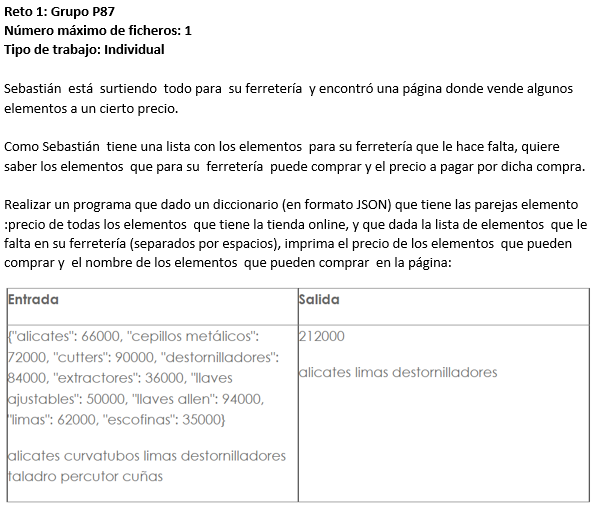 Reto 1: Grupo P87
Número máximo de ficheros: 1
Tipo de trabajo: Individual
Sebastián está surtiendo todo para su ferretería y encontró una página donde vende algunos
elementos a un cierto precio.
Como Sebastián tiene una lista con los elementos para su ferretería que le hace falta, quiere
saber los elementos que para su ferretería puede comprar y el precio a pagar por dicha compra.
Realizar un programa que dado un diccionario (en formato JSON) que tiene las parejas elemento
:precio de todas los elementos que tiene la tienda online, y que dada la lista de elementos que le
falta en su ferretería (separados por espacios), imprima el precio de los elementos que pueden
comprar y el nombre de los elementos que pueden comprar en la página:
Entrada
Salida
{"alicates": 66000, "cepillos metálicos":
72000, "cutters": 90000, "destornilladores":
84000, "extractores": 36000, "llaves
ajustables": 50000, "llaves allen": 94000,
"limas": 62000, "escofinas": 35000}
alicates curvatubos limas destornilladores
taladro percutor cuñas
212000
alicates limas destornilladores